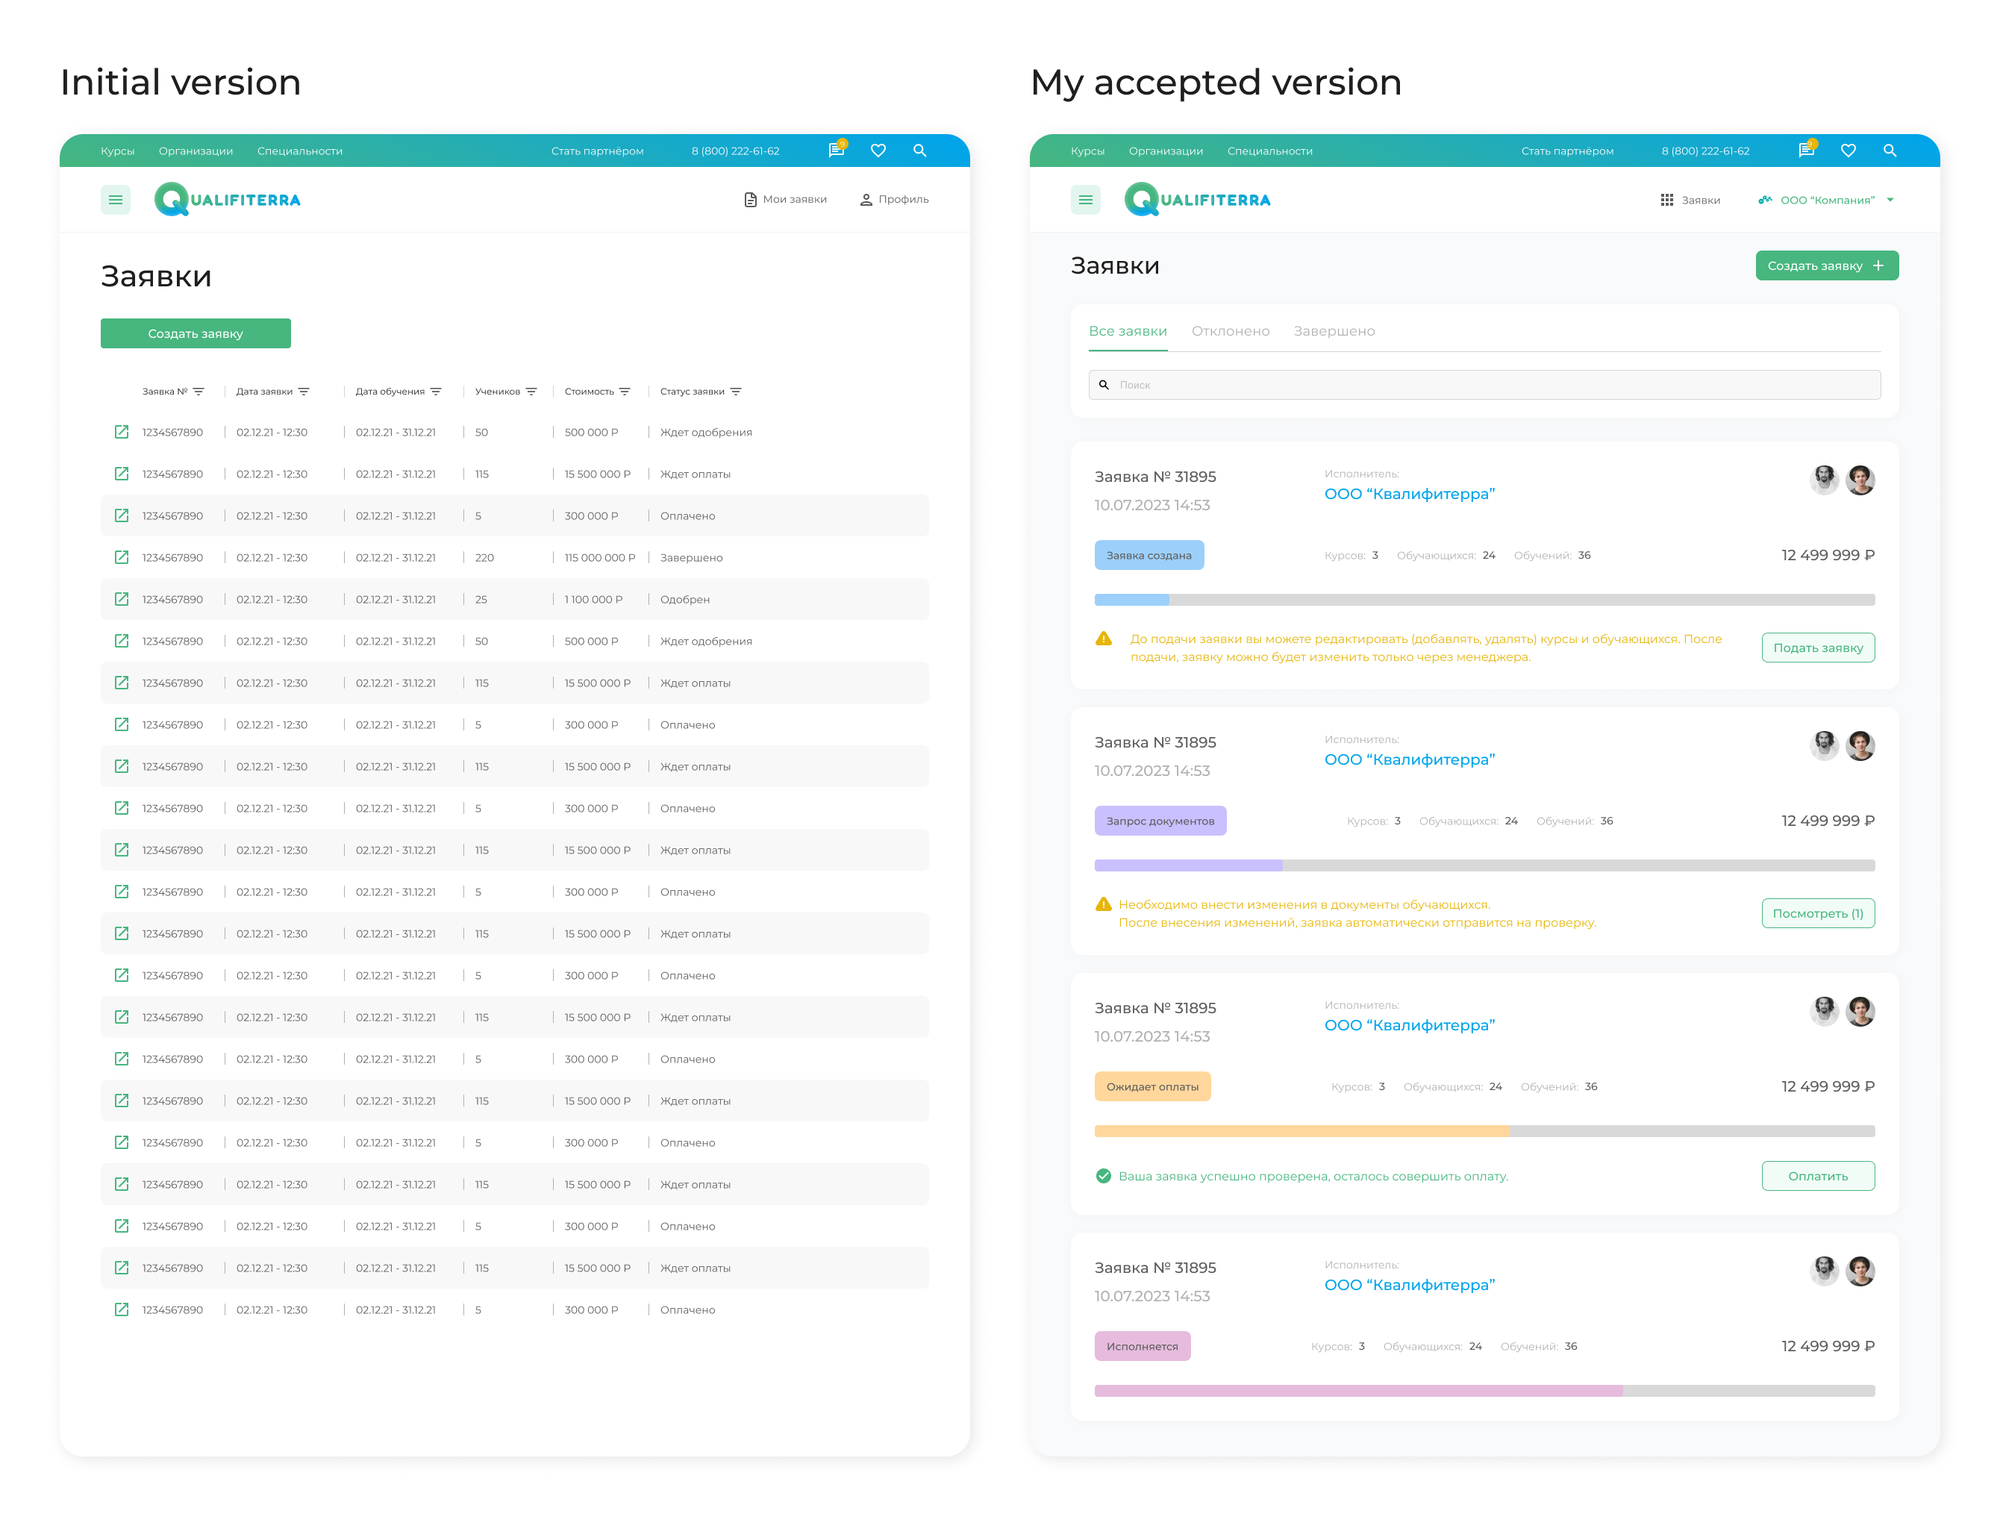 Initial version
Курсы Организации Специальности Стать партнёром 8 (800) 222-61-62 9
QUALIFITERRA Мои заявки Профиль
Заявки
Создать заявку
Заявка № Дата заявки Дата обучения Учеников Стоимость Статус заявки
1234567890 02.12.21 - 12:30 02.12.21 - 31.12.21 50 500 000 Р Ждет одобрения
1234567890 02.12.21 - 12:30 02.12.21 - 31.12.21 115 15 500 000 Р Ждет оплаты
1234567890 02.12.21 - 12:30 02.12.21 - 31.12.21 5 300 000 Р Оплачено
1234567890 02.12.21 - 12:30 02.12.21 - 31.12.21 220 115 000 000 Р Завершено
1234567890 02.12.21 - 12:30 02.12.21 - 31.12.21 25 1 100 000 Р Одобрен
1234567890 02.12.21 - 12:30 02.12.21 - 31.12.21 50 500 000 Р Ждет одобрения
1234567890 02.12.21 - 12:30 02.12.21 - 31.12.21 115 15 500 000 Р Ждет оплаты
1234567890 02.12.21 - 12:30 02.12.21 - 31.12.21 5 300 000 Р Оплачено
1234567890 02.12.21 - 12:30 02.12.21 - 31.12.21 115 15 500 000 Р Ждет оплаты
1234567890 02.12.21 - 12:30 02.12.21 - 31.12.21 5 300 000 Р Оплачено
1234567890 02.12.21 - 12:30 02.12.21 - 31.12.21 115 15 500 000 Р Ждет оплаты
1234567890 02.12.21 - 12:30 02.12.21 - 31.12.21 5 300 000 Р Оплачено
1234567890 02.12.21 - 12:30 02.12.21 - 31.12.21 115 15 500 000 Р Ждет оплаты
1234567890 02.12.21 - 12:30 02.12.21 - 31.12.21 5 300 000 Р Оплачено
1234567890 02.12.21 - 12:30 02.12.21 - 31.12.21 115 15 500 000 Р Ждет оплаты
1234567890 02.12.21 - 12:30 02.12.21 - 31.12.21 5 300 000 Р Оплачено
1234567890 02.12.21 - 12:30 02.12.21 - 31.12.21 115 15 500 000 Р Ждет оплаты
1234567890 02.12.21 - 12:30 02.12.21 - 31.12.21 5 300 000 Р Оплачено
1234567890 02.12.21 - 12:30 02.12.21 - 31.12.21 115 15 500 000 Р Ждет оплаты
1234567890 02.12.21 - 12:30 02.12.21 - 31.12.21 5 300 000 Р Оплачено
1234567890 02.12.21 - 12:30 02.12.21 - 31.12.21 115 15 500 000 Р Ждет оплаты
1234567890 02.12.21 - 12:30 02.12.21 - 31.12.21 5 300 000 Р Оплачено
My accepted version
Курсы Организации Специальности Стать партнёром 8 (800) 222-61-62 9
QUALIFITERRA Заявки ООО “Компания”
Заявки Создать заявку +
Все заявки Отклонено Завершено
Поиск
Заявка № 31895 Исполнитель:
10.07.2023 14:53 ООО “Квалифитерра”
Заявка создана Курсов: 3 Обучающихся: 24 Обучений: 36 12 499 999 ₽
До подачи заявки вы можете редактировать (добавлять, удалять) курсы и обучающихся. После
подачи, заявку можно будет изменить только через менеджера.
Подать заявку
Заявка № 31895 Исполнитель:
10.07.2023 14:53 ООО “Квалифитерра”
Запрос документов Курсов: 3 Обучающихся: 24 Обучений: 36 12 499 999 ₽
Необходимо внести изменения в документы обучающихся.
После внесения изменений, заявка автоматически отправится на проверку.
Посмотреть (1)
Заявка № 31895 Исполнитель:
10.07.2023 14:53 ООО “Квалифитерра”
Ожидает оплаты Курсов: 3 Обучающихся: 24 Обучений: 36 12 499 999 ₽
Ваша заявка успешно проверена, осталось совершить оплату. Оплатить
Заявка № 31895 Исполнитель:
10.07.2023 14:53 ООО “Квалифитерра”
Исполняется Курсов: 3 Обучающихся: 24 Обучений: 36 12 499 999 ₽